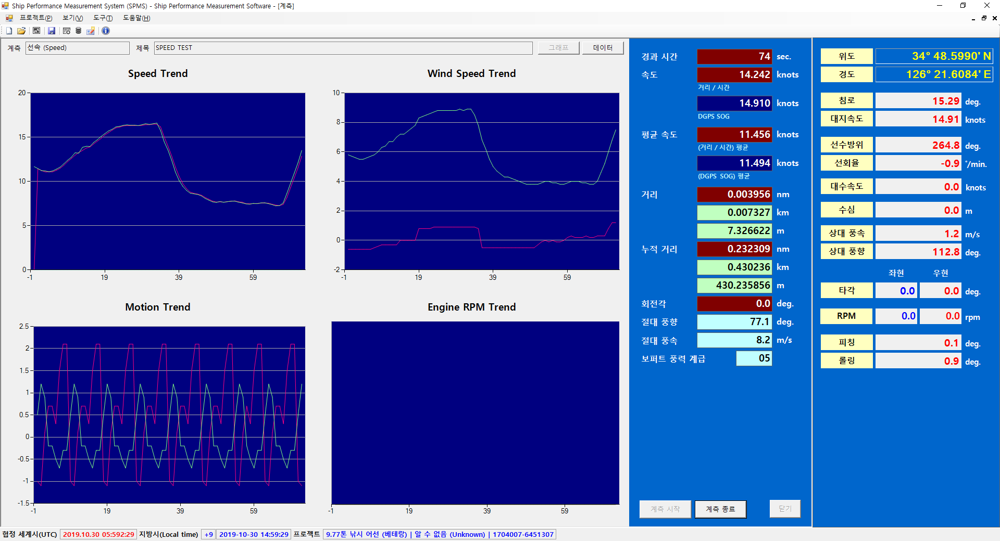 Ship Performance Measurement System (SPMS) - Ship Performance Measurement Software - [계측]
프로젝트(P) 보기(V) 도구(T) 도움말(H)
계측 선속 (Speed) 제목 SPEED TEST 그래프 데이터
Speed Trend
20
15
10
5
0
-1 19 39 59
Wind Speed Trend
10
8
6
4
2
0
-2
-1 19 39 59
Motion Trend
2.5
2
1.5
1
0.5
0
-0.5
-1
-1.5
-1 19 39 59
Engine RPM Trend
-1 19 39 59
경과 시간 74 sec.
속도 14.242 knots
거리 / 시간
14.910 knots
DGPS SOG
평균 속도 11.456 knots
(거리 / 시간) 평균
11.494 knots
(DGPS SOG) 평균
거리 0.003956 nm
0.007327 km
7.326622 m
누적 거리 0.232309 nm
0.430236 km
430.235856 m
회전각 0.0 deg.
절대 풍향 77.1 deg.
절대 풍속 8.2 m/s
보퍼트 풍력 계급 05
계측 시작 계측 종료 닫기
위도 34° 48.5990' N
경도 126° 21.6084' E
침로 15.29 deg.
대지속도 14.91 knots
선수방위 264.8 deg.
선회율 -0.9 °/min.
대수속도 0.0 knots
수심 0.0 m
상대 풍속 1.2 m/s
상대 풍향 112.8 deg.
좌현 우현
타각 0.0 0.0 deg.
RPM 0.0 0.0 rpm
피칭 0.1 deg.
롤링 0.9 deg.
협정 세계시(UTC) 2019.10.30 05:592:29 지방시(Local time) +9 2019-10-30 14:59:29 프로젝트 9.77톤 낚시 어선 (베테랑) | 알 수 없음 (Unknown) | 1704007-6451307